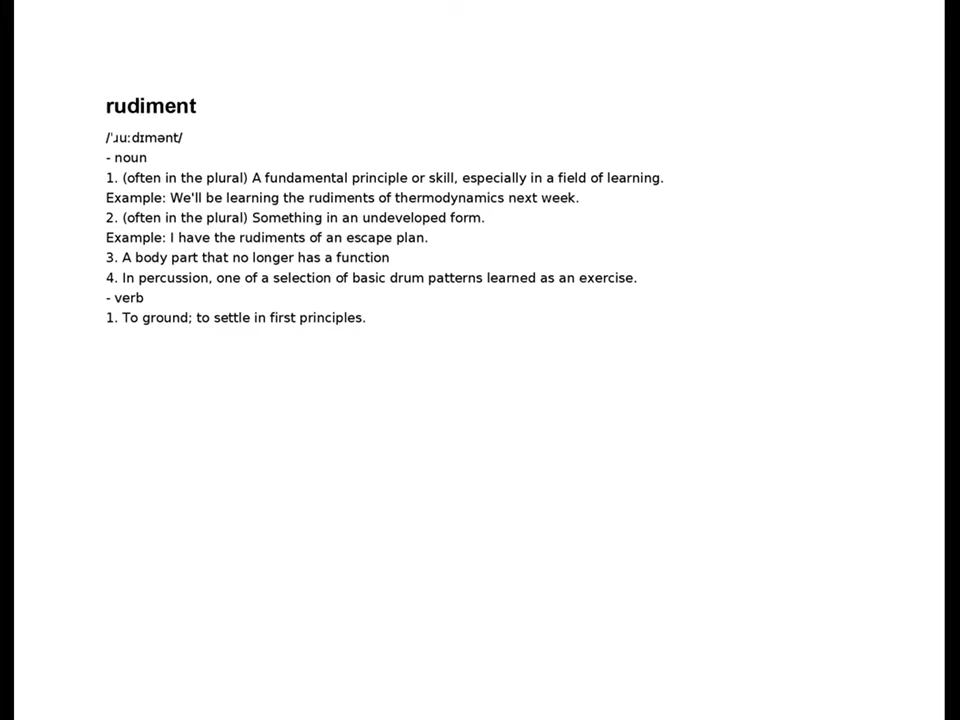 rudiment
/ˈɹuːdɪmənt/
- noun
1. (often in the plural) A fundamental principle or skill, especially in a field of learning.
Example: We'll be learning the rudiments of thermodynamics next week.
2. (often in the plural) Something in an undeveloped form.
Example: I have the rudiments of an escape plan.
3. A body part that no longer has a function
4. In percussion, one of a selection of basic drum patterns learned as an exercise.
- verb
1. To ground; to settle in first principles.